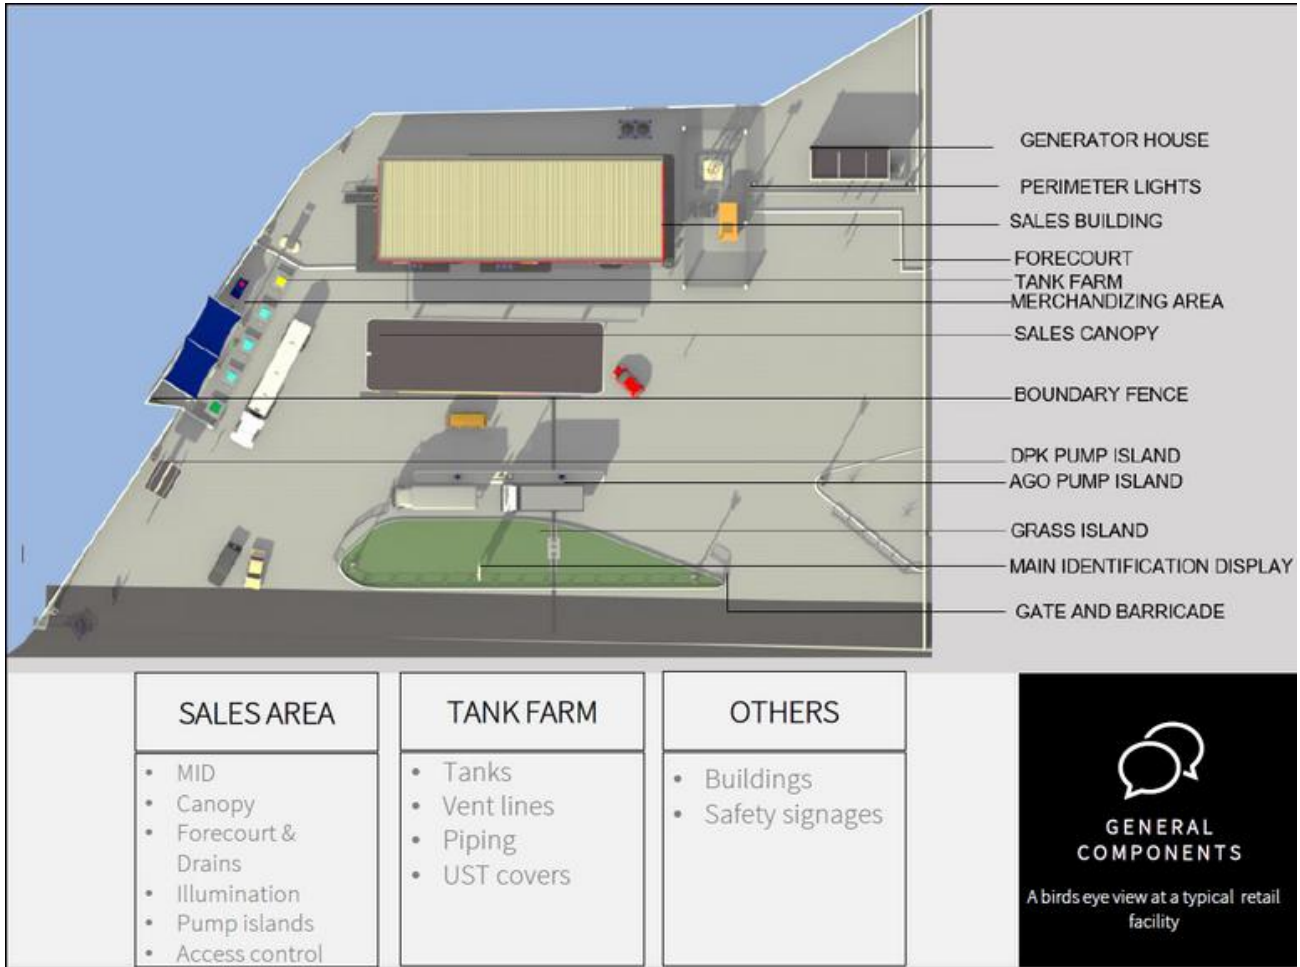 GENERATOR HOUSE
PERIMETER LIGHTS
SALES BUILDING
FORECOURT
TANK FARM
MERCHANDIZING AREA
SALES CANOPY
BOUNDARY FENCE
DPK PUMP ISLAND
AGO PUMP ISLAND
GRASS ISLAND
MAIN IDENTIFICATION DISPLAY
GATE AND BARRICADE
SALES AREA
• MID
• Canopy
• Forecourt &
Drains
• Illumination
• Pump islands
• Access control
TANK FARM
• Tanks
• Vent lines
• Piping
• UST covers
OTHERS
• Buildings
• Safety signages
GENERAL
COMPONENTS
A birds eye view at a typical retail
facility